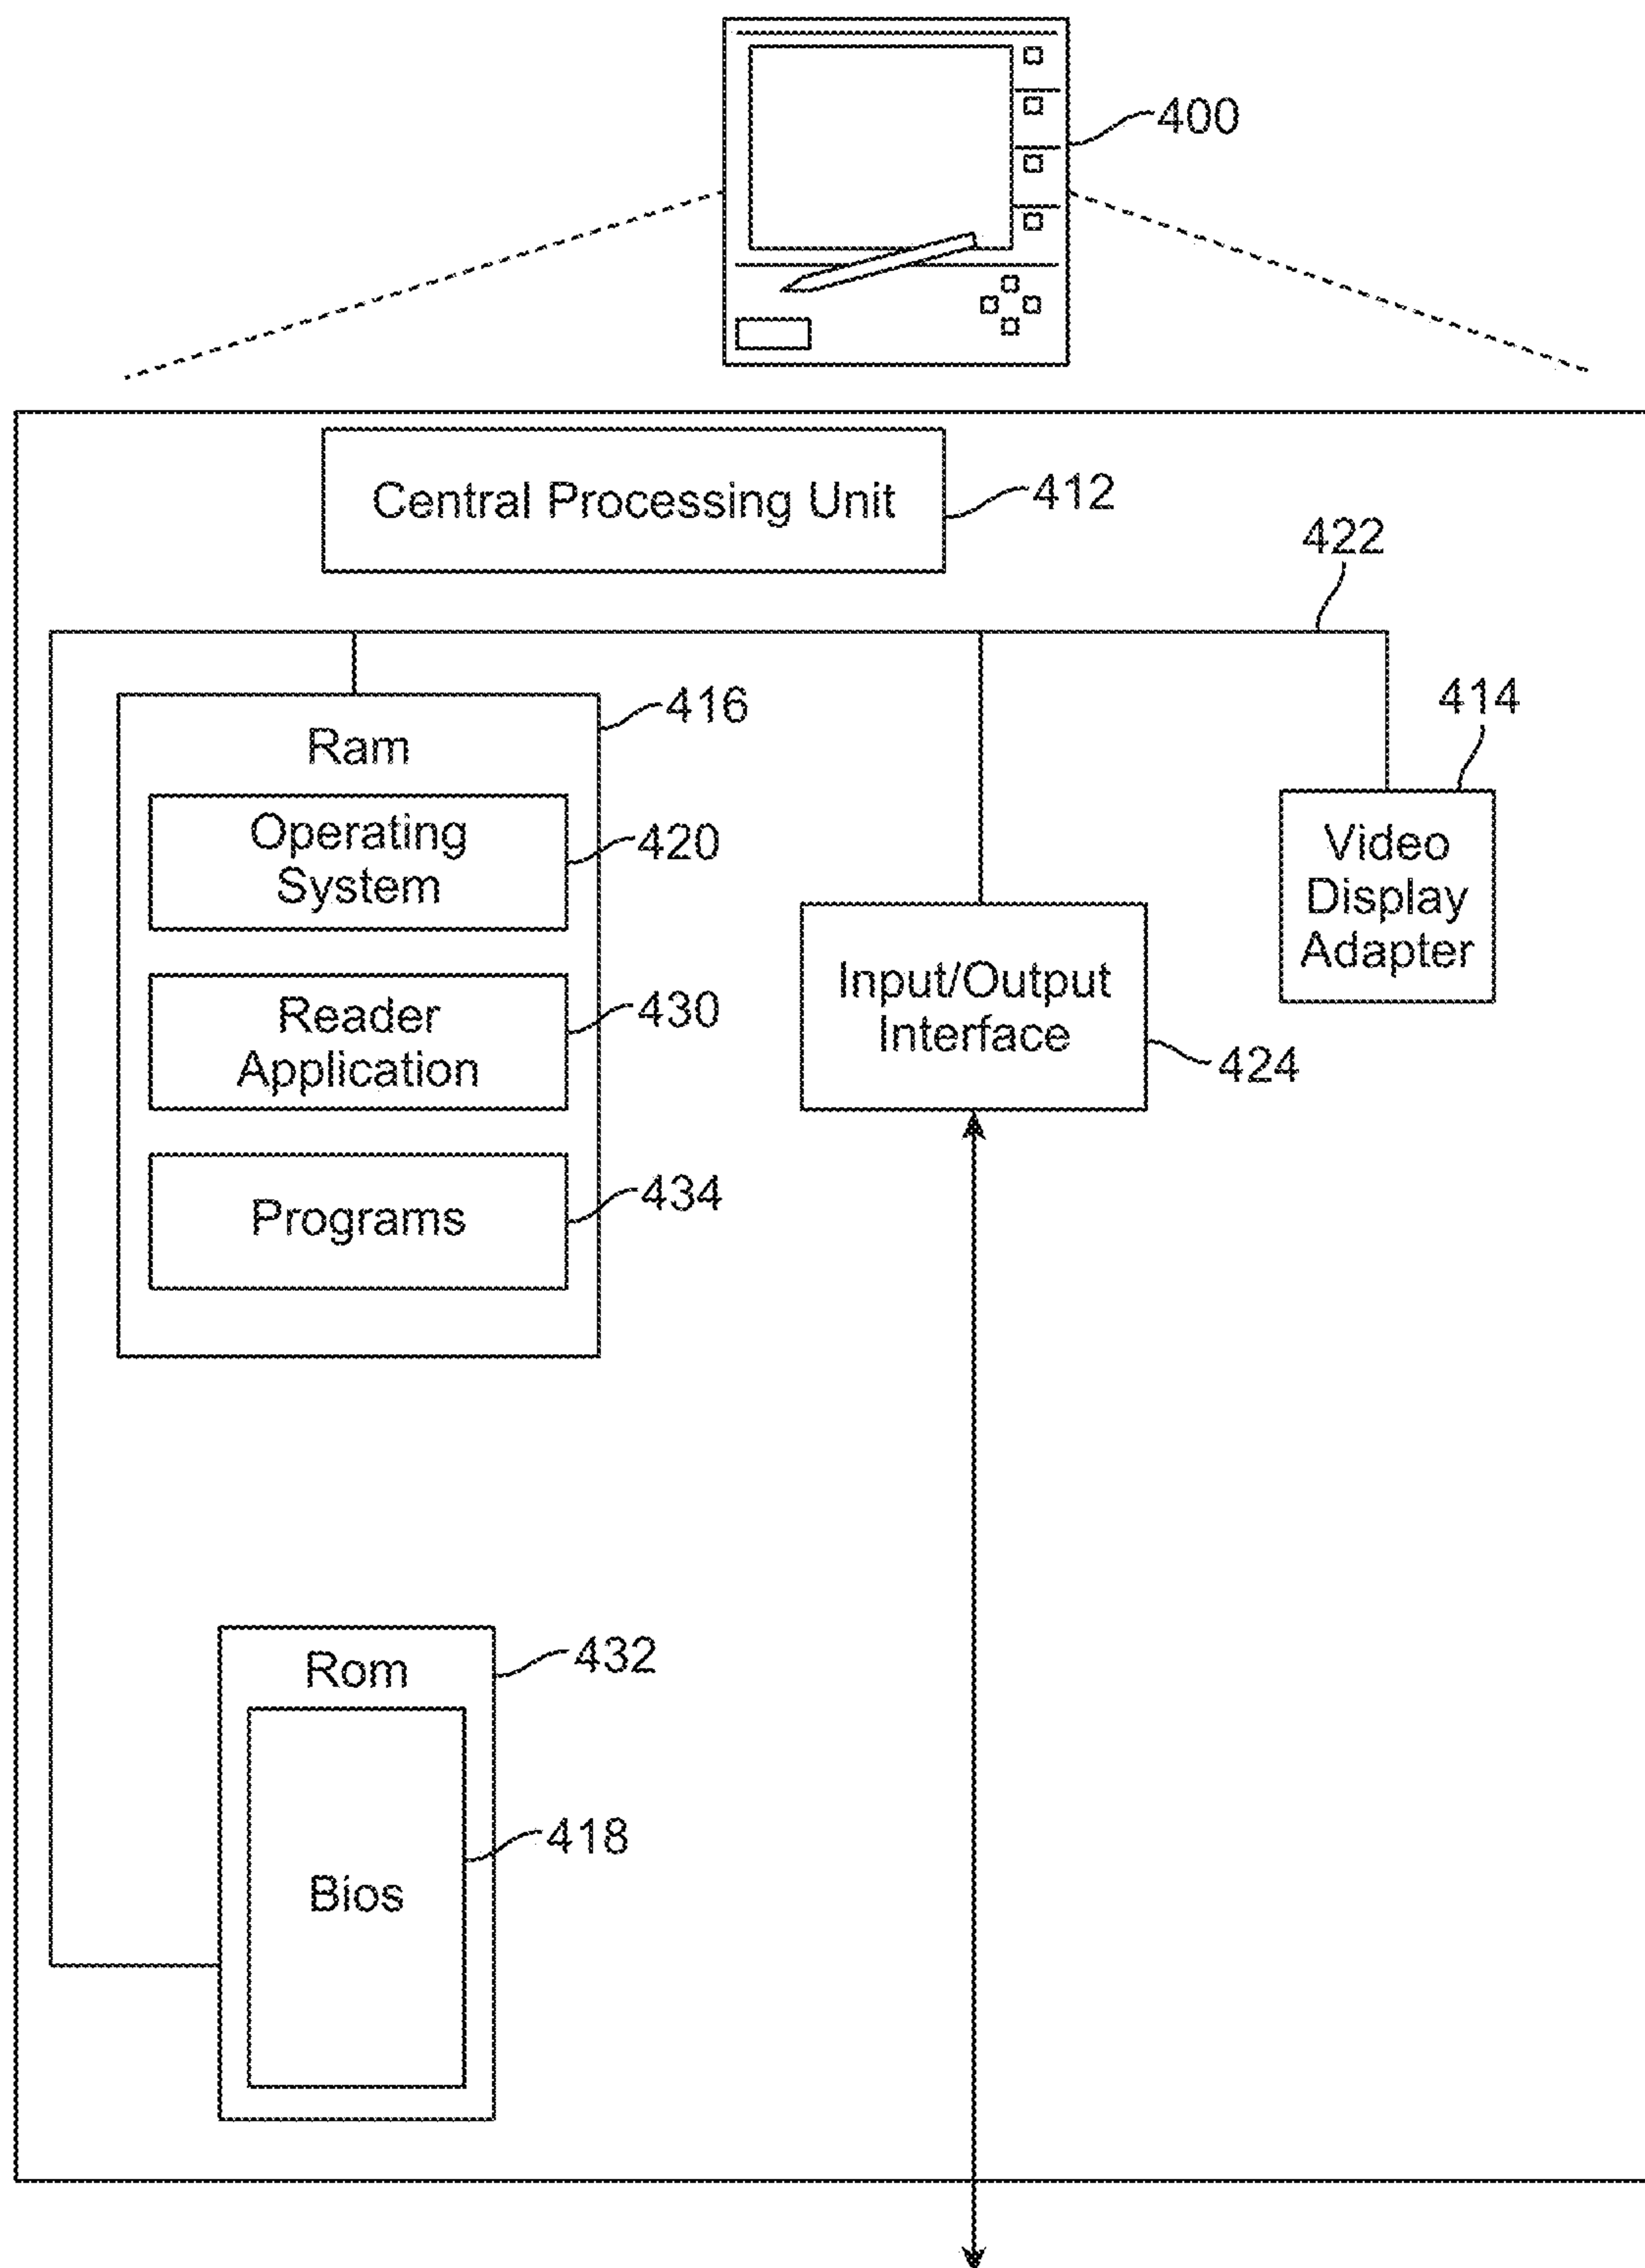 400
Central Processing Unit
412
422
Ram
416
414
Operating
System
420
Video
Display
Adapter
Input/Output
Interface
424
Reader
Application
430
Programs
434
Rom
432
Bios
418